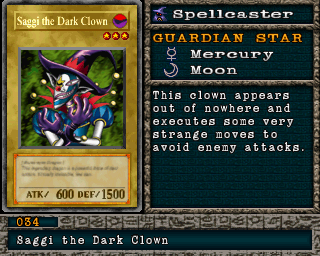 Saggi the Dark Clown
ATK/ 600 DEF/1500
Spellcaster
GUARDIAN STAR
Mercury
Moon
This clown appears
out of nowhere and
executes some very
strange moves to
avoid enemy attacks.
034
Saggi the Dark Clown